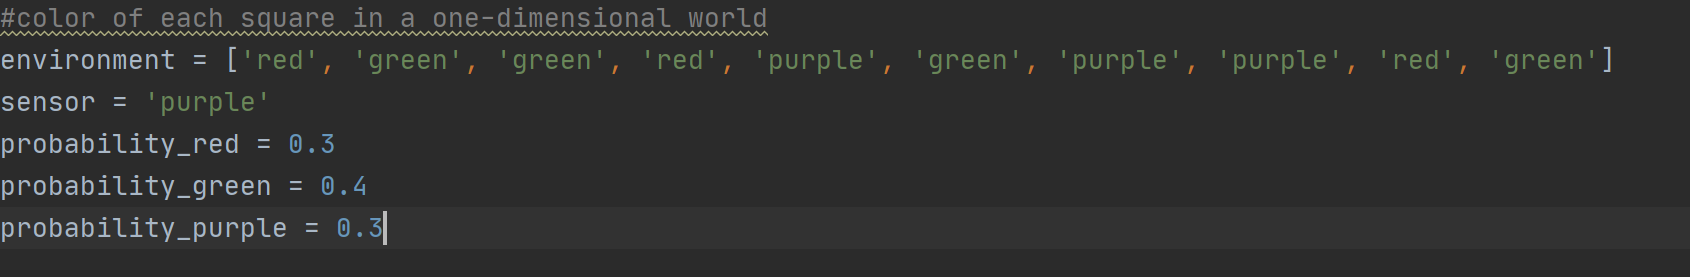 #color of each square in a one-dimensional world
environment = ['red', 'green', 'green', 'red', 'purple', 'green', 'purple', 'purple', 'red', 'green']
sensor = 'purple'
probability_red = 0.3
probability_green = 0.4
probability_purple = 0.3